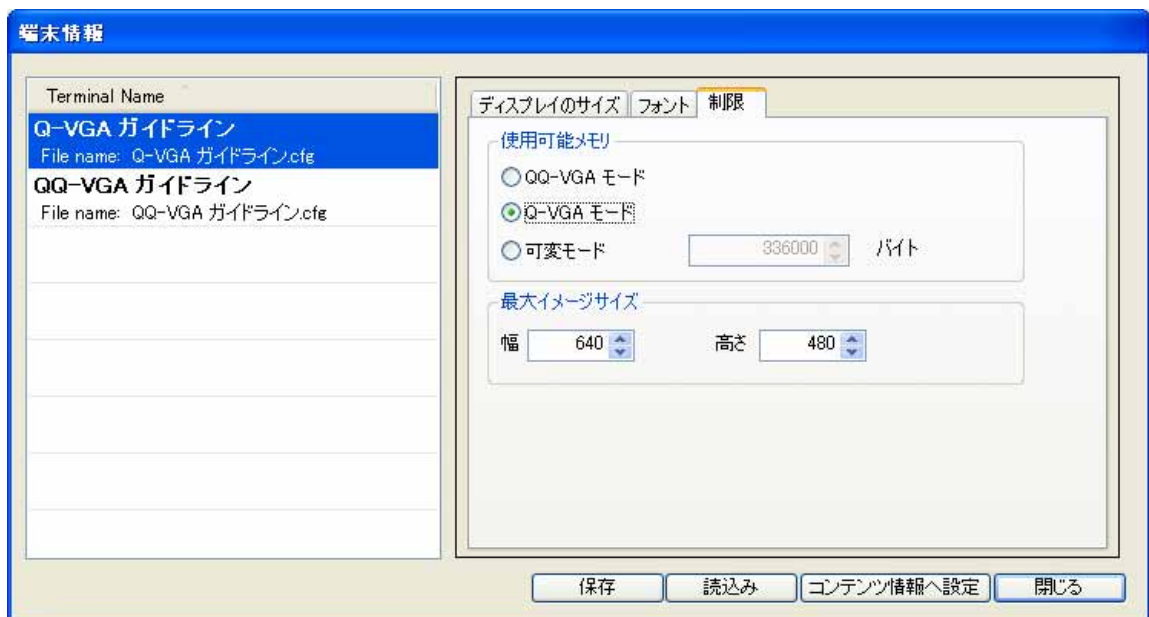 端末情報
Terminal Name
Q-VGA ガイドライン
File name: Q-VGA ガイドライン.cfg
QQ-VGA ガイドライン
File name: QQ-VGA ガイドライン.cfg
ディスプレイのサイズ フォント 制限
使用可能メモリ
QQ-VGA モード
Q-VGA モード
可変モード 336000 バイト
最大イメージサイズ
幅 640 高さ 480
保存 読込み コンテンツ情報へ設定 閉じる